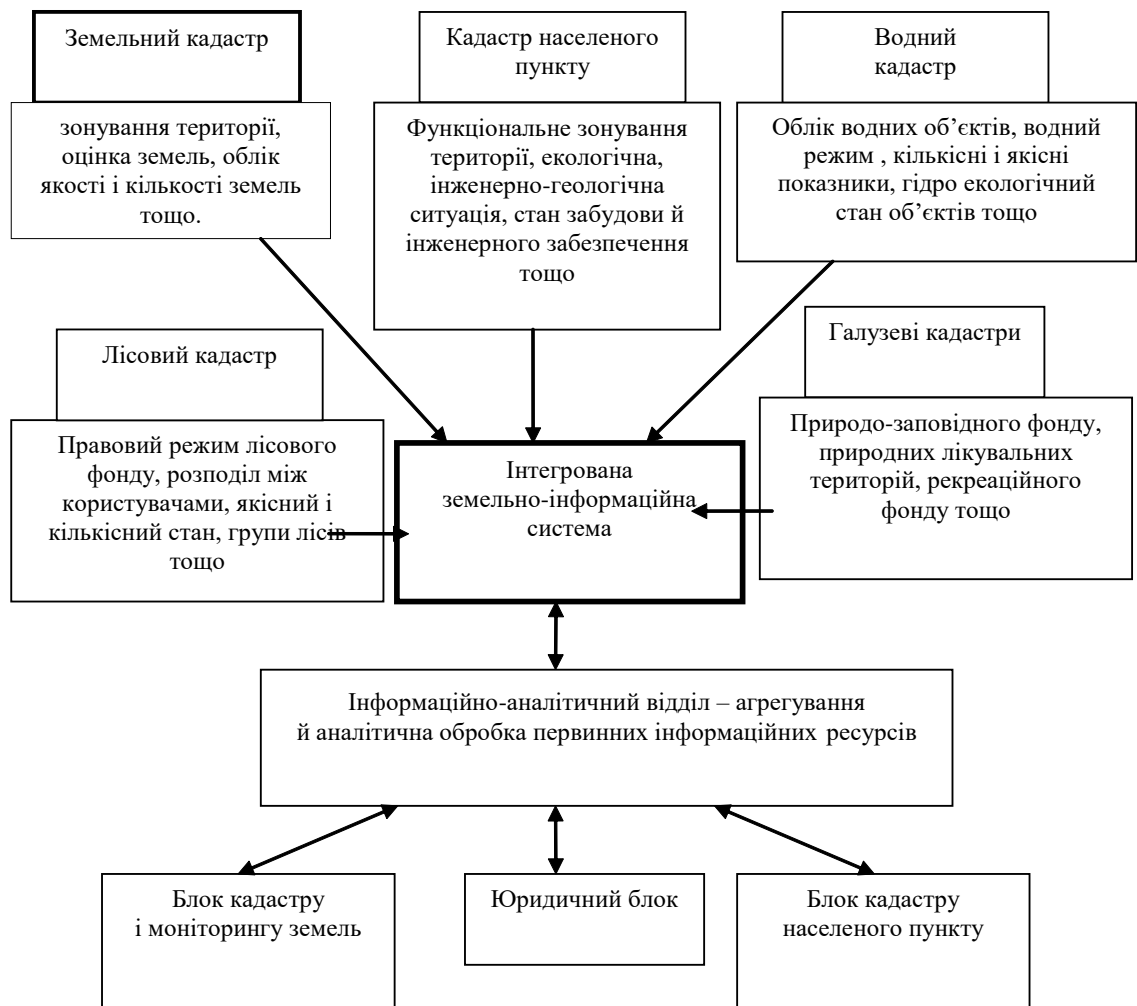 Земельний кадастр
зонування території,
оцінка земель, облік
якості і кількості земель
тощо.
Кадастр населеного
пункту
Функціональне зонування
території, екологічна,
інженерно-геологічна
ситуація, стан забудови й
інженерного забезпечення
тощо
Водний
кадастр
Облік водних об’єктів, водний
режим , кількісні і якісні
показники, гідро екологічний
стан об’єктів тощо
Лісовий кадастр
Правовий режим лісового
фонду, розподіл між
користувачами, якісний і
кількісний стан, групи лісів
тощо
Інтегрована
земельно-інформаційна
система
Галузеві кадастри
Природо-заповідного фонду,
природних лікувальних
територій, рекреаційного
фонду тощо
Інформаційно-аналітичний відділ – агрегування
й аналітична обробка первинних інформаційних ресурсів
Блок кадастру
і моніторингу земель
Юридичний блок
Блок кадастру
населеного пункту